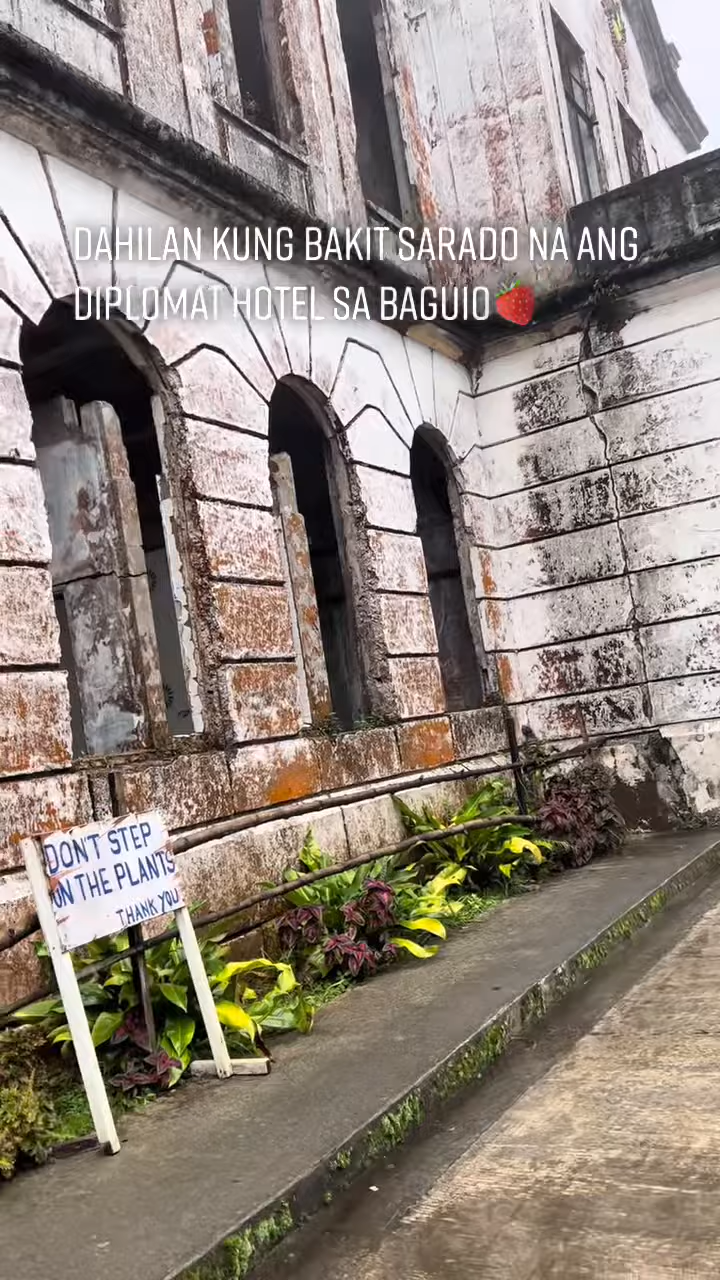 DAHILAN KUNG BAKIT SARADO NA ANG
DIPLOMAT HOTEL SA BAGUIO🍓
DON'T STEP
ON THE PLANTS
THANK YOU